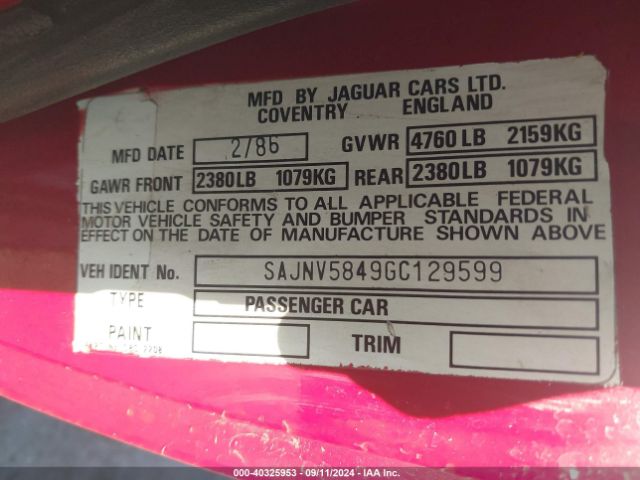 MFD BY JAGUAR CARS LTD.
COVENTRY ENGLAND
MFD DATE 2/86 GVWR 4760 LB 2159KG
GAWR FRONT 2380LB 1079KG REAR 2380LB 1079KG
THIS VEHICLE CONFORMS TO ALL APPLICABLE FEDERAL
MOTOR VEHICLE SAFETY AND BUMPER STANDARDS IN
EFFECT ON THE DATE OF MANUFACTURE SHOWN ABOVE
VEH IDENT No. SAJNV5849GC129599
TYPE PASSENGER CAR
PAINT TRIM
000-40325953 - 09/11/2024 - IAA Inc.